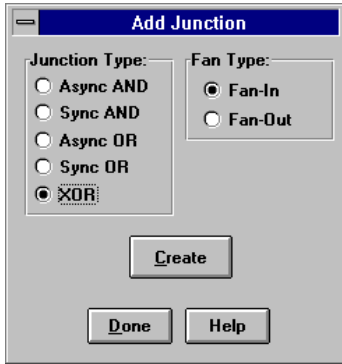 Add Junction
Junction Type:
Async AND
Sync AND
Async OR
Sync OR
XOR
Fan Type:
Fan-In
Fan-Out
Create
Done Help